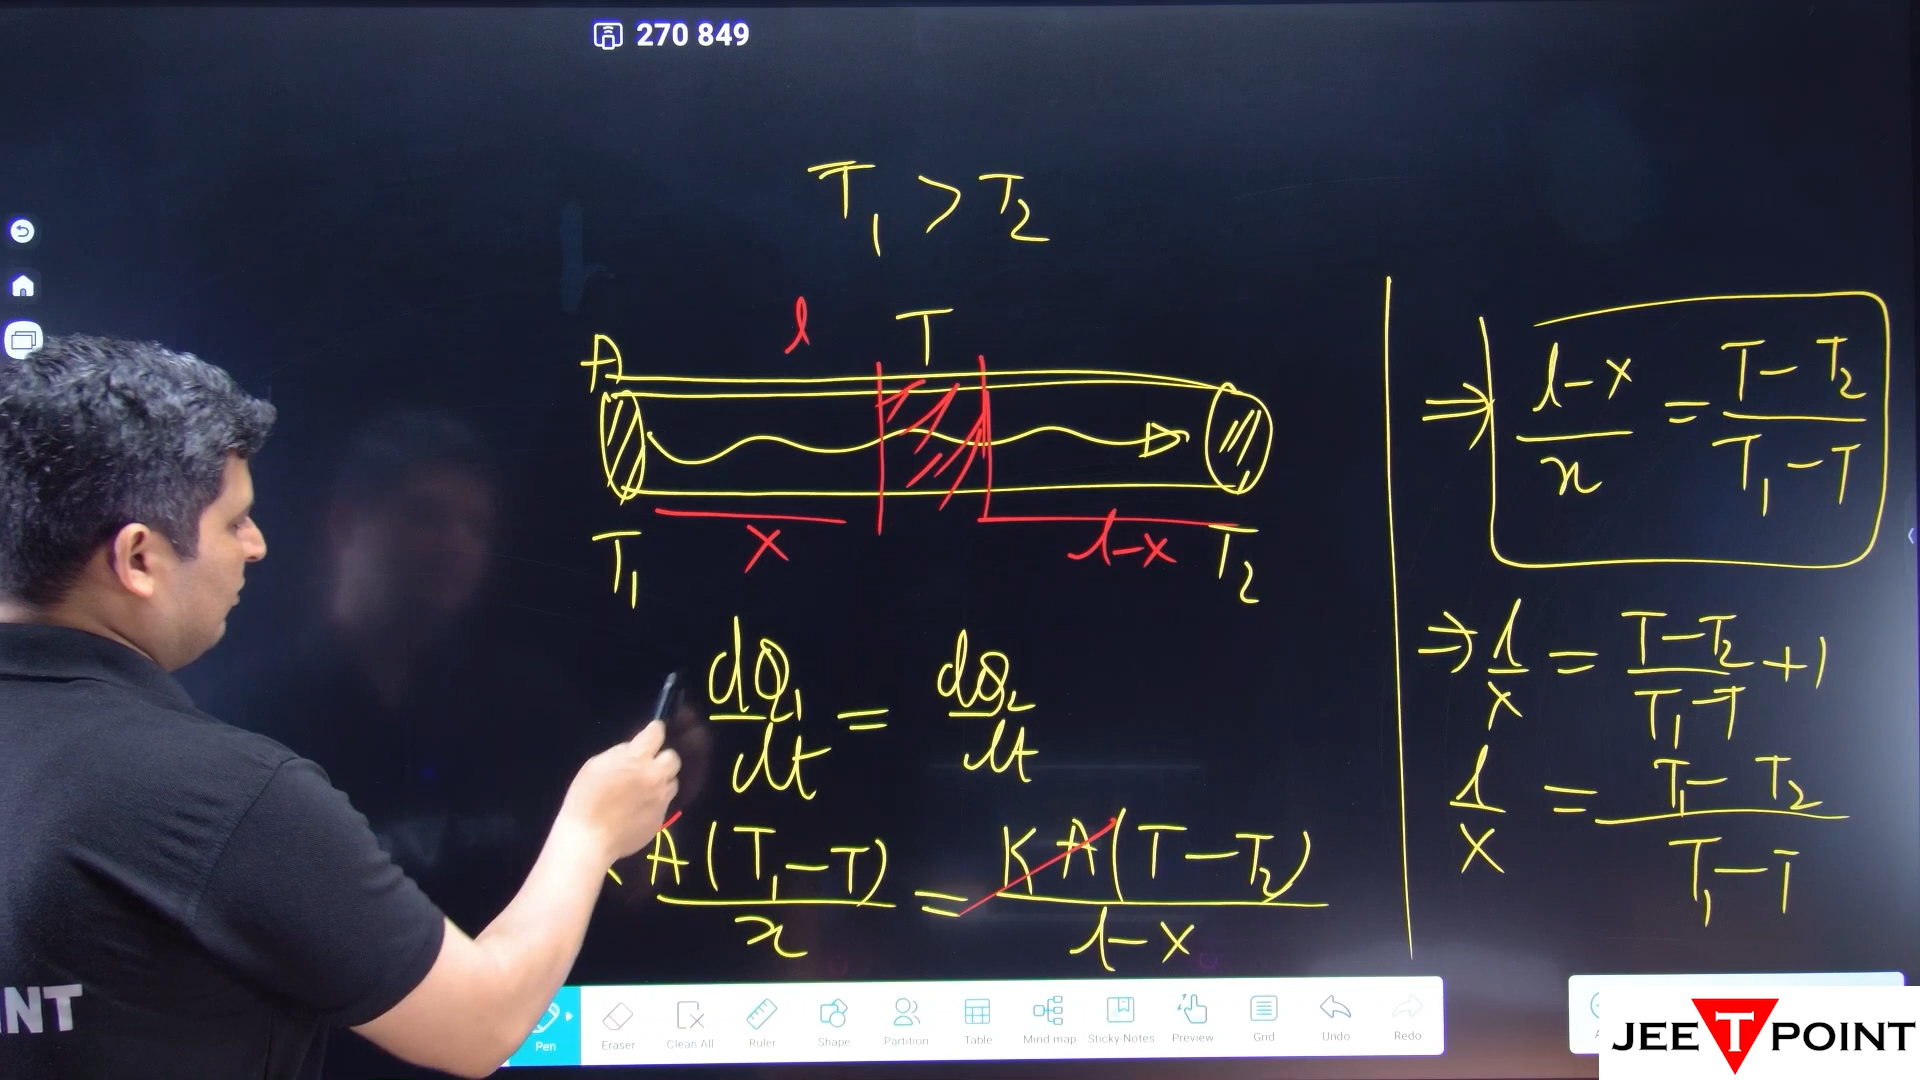 270 849
T₁ > T₂
l T
A
x l-x
T₁ T₂
dQ₁/dt = dQ₂/dt
A(T₁-T)/x = KA(T-T₂)/l-x
⇒ l-x/x = T-T₂/T₁-T
⇒ l/x = T-T₂/T₁-T +1
l/x = T₁-T₂/T₁-T
NT
Pen Eraser Clean All Ruler Shape Partition Table Mind map Sticky-Notes Preview Grid Undo Redo
JEE T POINT